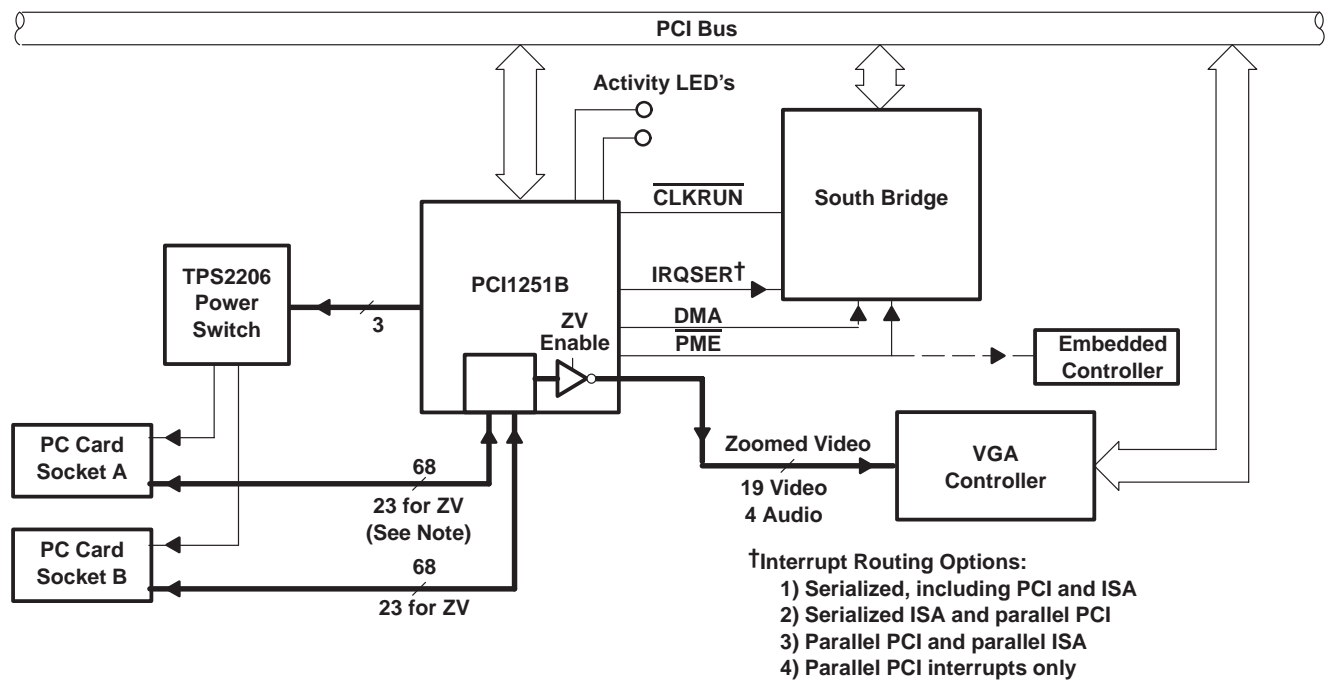 PCI Bus
Activity LED's
CLKRUN
South Bridge
PCI1251B
IRQSER†
TPS2206
Power
Switch
3
DMA
PME
ZV
Enable
Embedded
Controller
PC Card
Socket A
68
23 for ZV
(See Note)
Zoomed Video
19 Video
4 Audio
VGA
Controller
PC Card
Socket B
68
23 for ZV
†Interrupt Routing Options:
1) Serialized, including PCI and ISA
2) Serialized ISA and parallel PCI
3) Parallel PCI and parallel ISA
4) Parallel PCI interrupts only